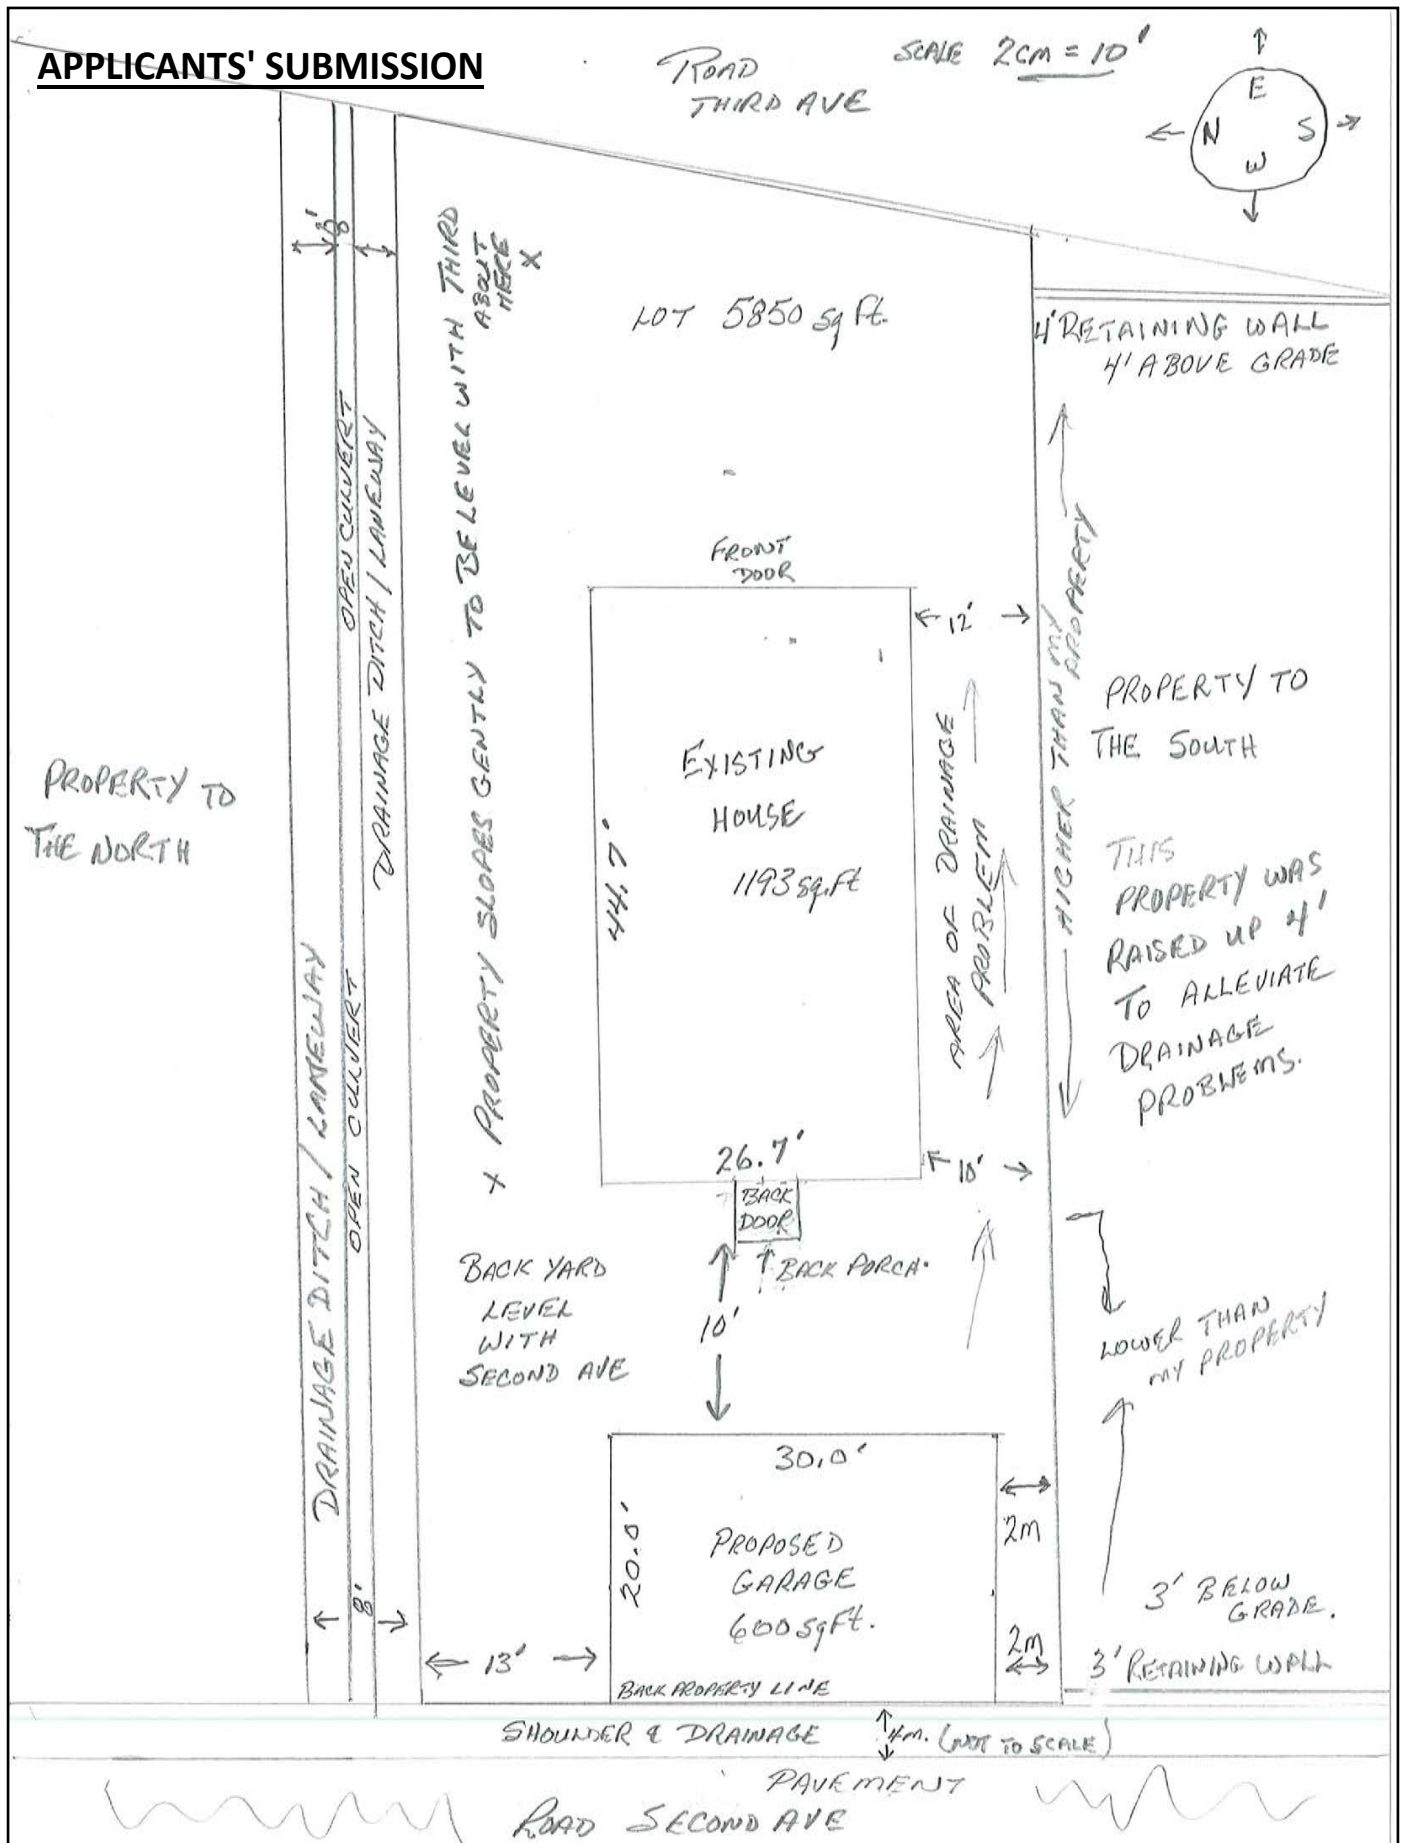 APPLICANTS' SUBMISSION
ROAD
THIRD AVE
SCALE 2CM = 10'
E
N S
W
8'
PROPERTY SLOPES GENTLY TO BE LEVEL WITH THIRD
ABOUT
HERE
X
LOT 5850 sq Ft.
4' RETAINING WALL
4' ABOVE GRADE
OPEN CULVERT
DRAINAGE DITCH / LANEWAY
FRONT
DOOR
12'
HIGHER THAN MY
PROPERTY
PROPERTY TO
THE SOUTH
EXISTING
HOUSE
1193 sq.Ft
44.7'
AREA OF DRAINAGE
PROBLEM
PROPERTY TO
THE NORTH
THIS
PROPERTY WAS
RAISED UP 4'
TO ALLEVIATE
DRAINAGE
PROBLEMS.
DRAINAGE DITCH / LANEWAY
OPEN CULVERT
X
26.7'
10'
BACK
DOOR
BACK PORCH.
BACK YARD
LEVEL
WITH
SECOND AVE
10'
LOWER THAN
MY PROPERTY
30.0'
20.0'
PROPOSED
GARAGE
600 sqFt.
2m
3' BELOW
GRADE.
8'
13'
2m
3' RETAINING WALL
BACK PROPERTY LINE
SHOULDER & DRAINAGE
4m. (NOT TO SCALE)
PAVEMENT
ROAD SECOND AVE